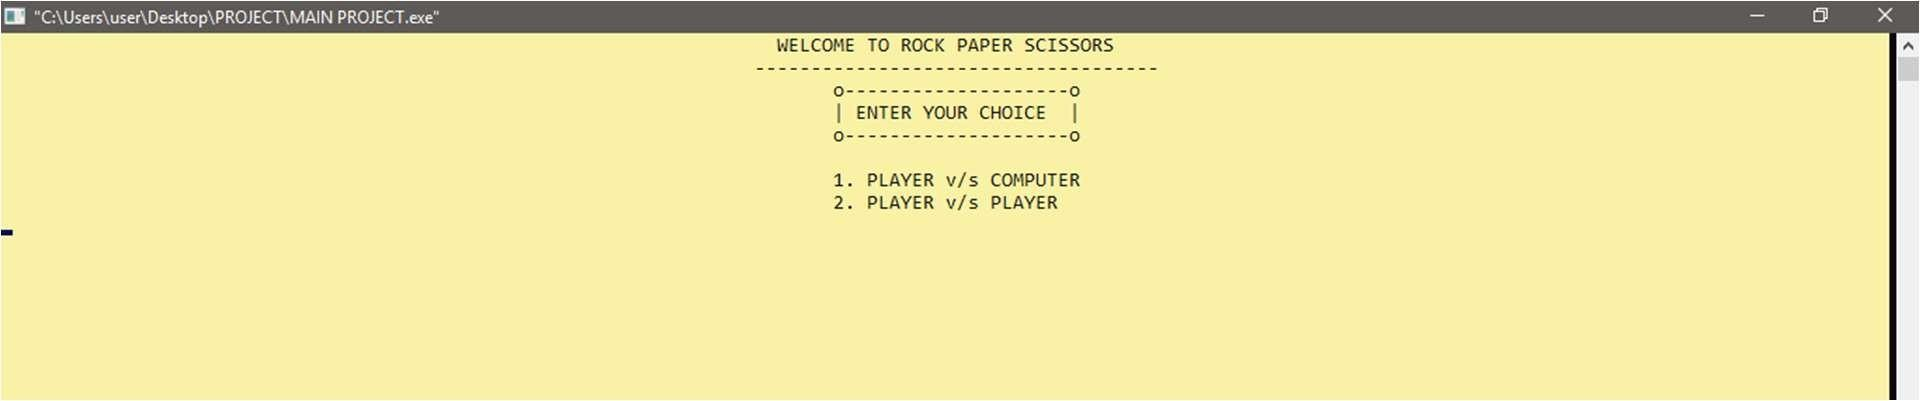 "C:\Users\user\Desktop\PROJECT\MAIN PROJECT.exe"
WELCOME TO ROCK PAPER SCISSORS
------------------------------------
o--------------------o
| ENTER YOUR CHOICE  |
o--------------------o
1. PLAYER v/s COMPUTER
2. PLAYER v/s PLAYER